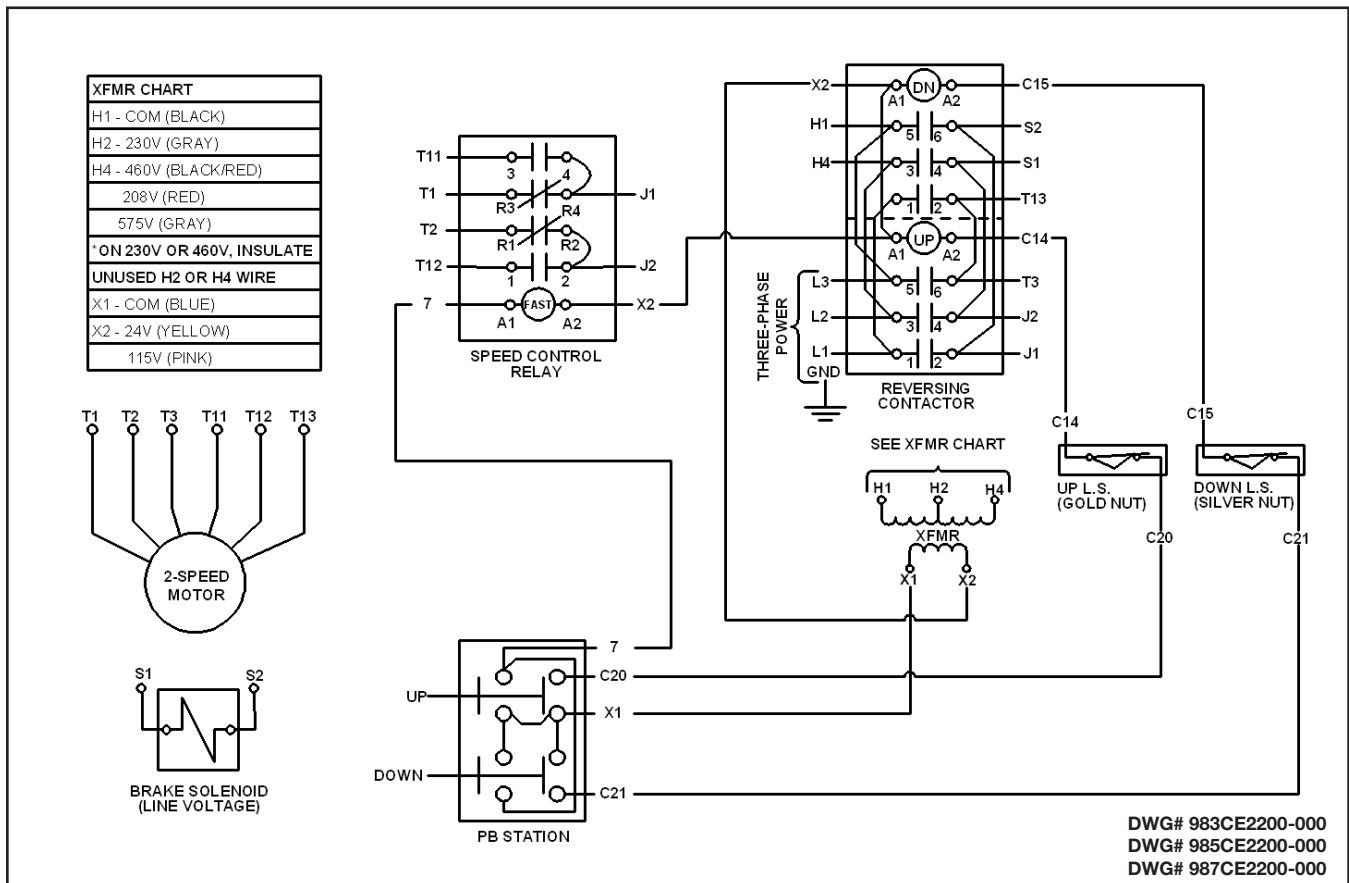 XFMR CHART
H1 - COM (BLACK)
H2 - 230V (GRAY)
H4 - 460V (BLACK/RED)
208V (RED)
575V (GRAY)
*ON 230V OR 460V, INSULATE
UNUSED H2 OR H4 WIRE
X1 - COM (BLUE)
X2 - 24V (YELLOW)
115V (PINK)
T1 T2 T3 T11 T12 T13
2-SPEED
MOTOR
S1 S2
BRAKE SOLENOID
(LINE VOLTAGE)
T11 3 4
T1 R3 R4 J1
T2 R1 R2
T12 1 2 J2
7 A1 FAST A2 X2
SPEED CONTROL
RELAY
X2 A1 DN A2 C15
H1 5 6 S2
H4 3 4 S1
1 2 T13
A1 UP A2 C14
L3 5 6 T3
L2 3 4 J2
L1 1 2 J1
THREE-PHASE
POWER
GND
REVERSING
CONTACTOR
C14
C15
UP L.S.
(GOLD NUT)
DOWN L.S.
(SILVER NUT)
C20
C21
SEE XFMR CHART
H1 H2 H4
XFMR
X1 X2
7
C20
UP
X1
DOWN
C21
PB STATION
DWG# 983CE2200-000
DWG# 985CE2200-000
DWG# 987CE2200-000